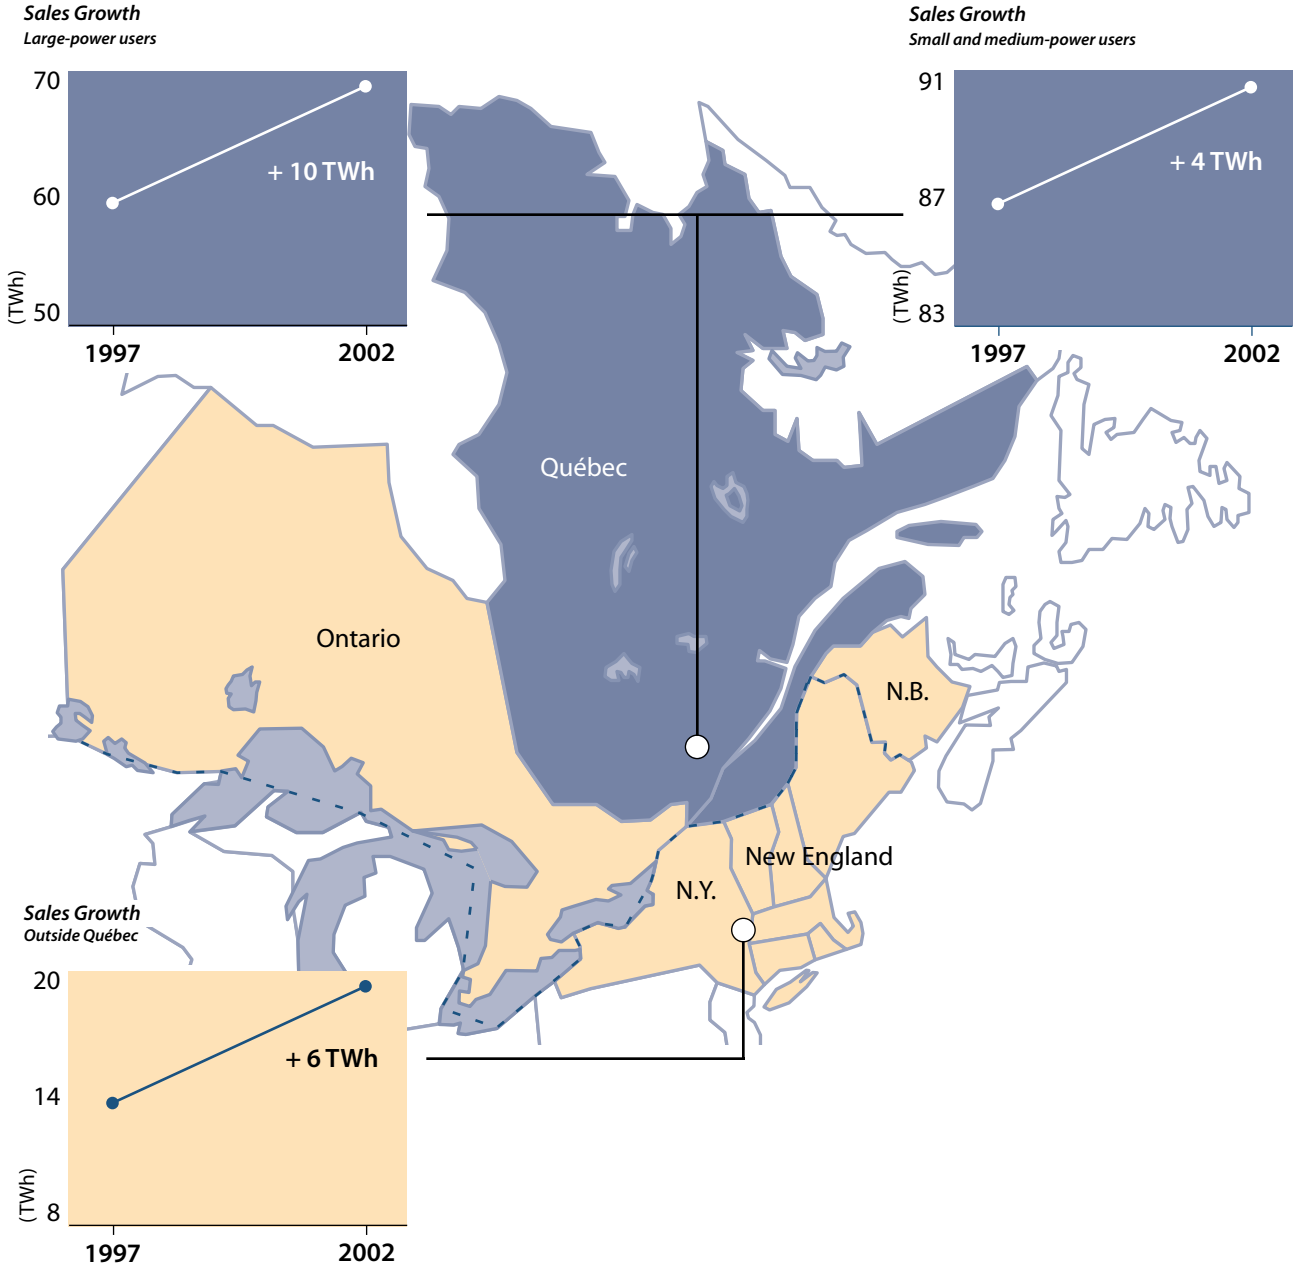 Sales Growth
Large-power users
70
60
50
(TWh)
+ 10 TWh
1997
2002
Sales Growth
Small and medium-power users
91
87
83
(TWh)
+ 4 TWh
1997
2002
Québec
Ontario
N.B.
New England
N.Y.
Sales Growth
Outside Québec
20
14
8
(TWh)
+ 6 TWh
1997
2002